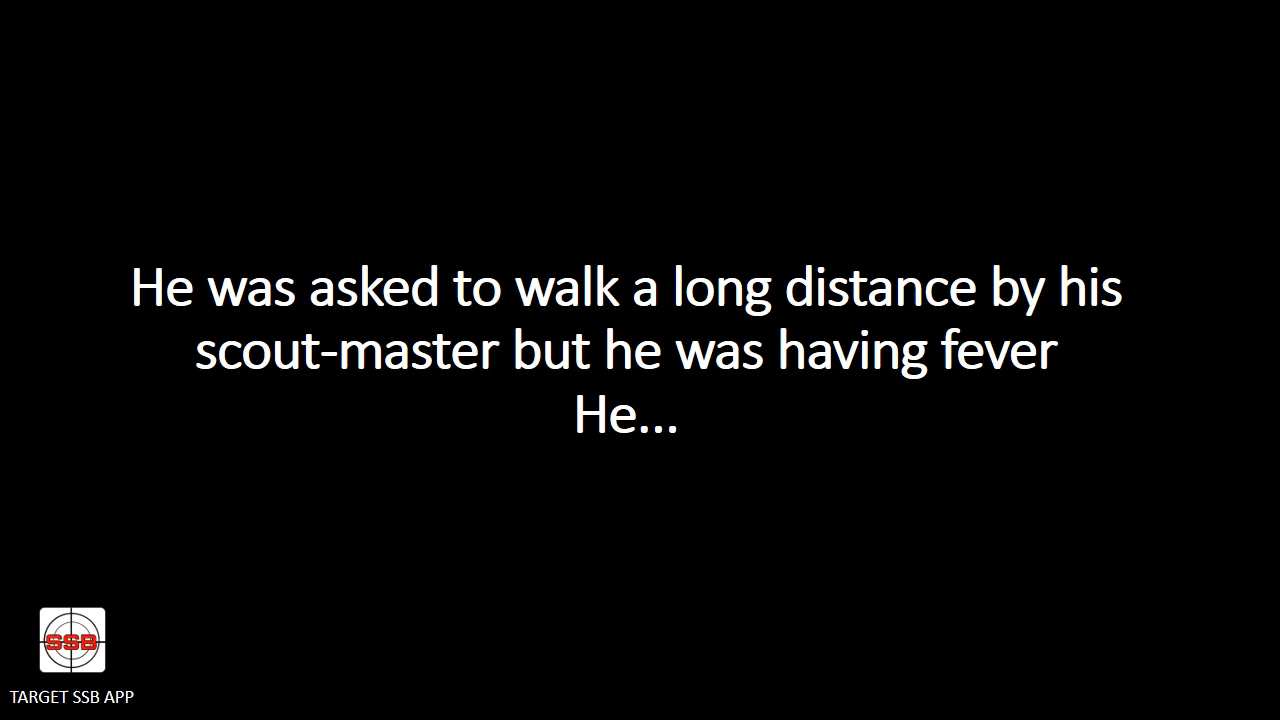 He was asked to walk a long distance by his
scout-master but he was having fever
He...
SSB
TARGET SSB APP